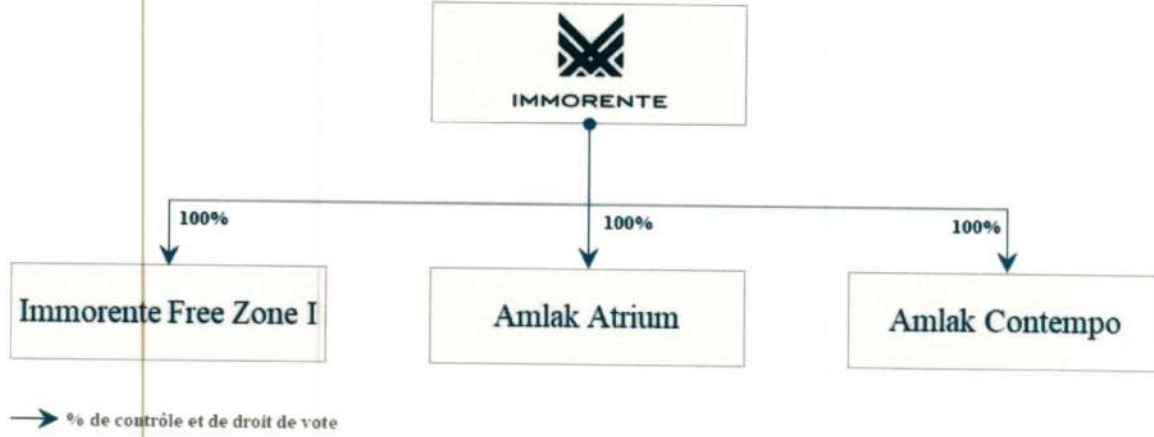 IMMORENTE
100%
100%
100%
Immorente Free Zone I
Amlak Atrium
Amlak Contempo
% de contrôle et de droit de vote